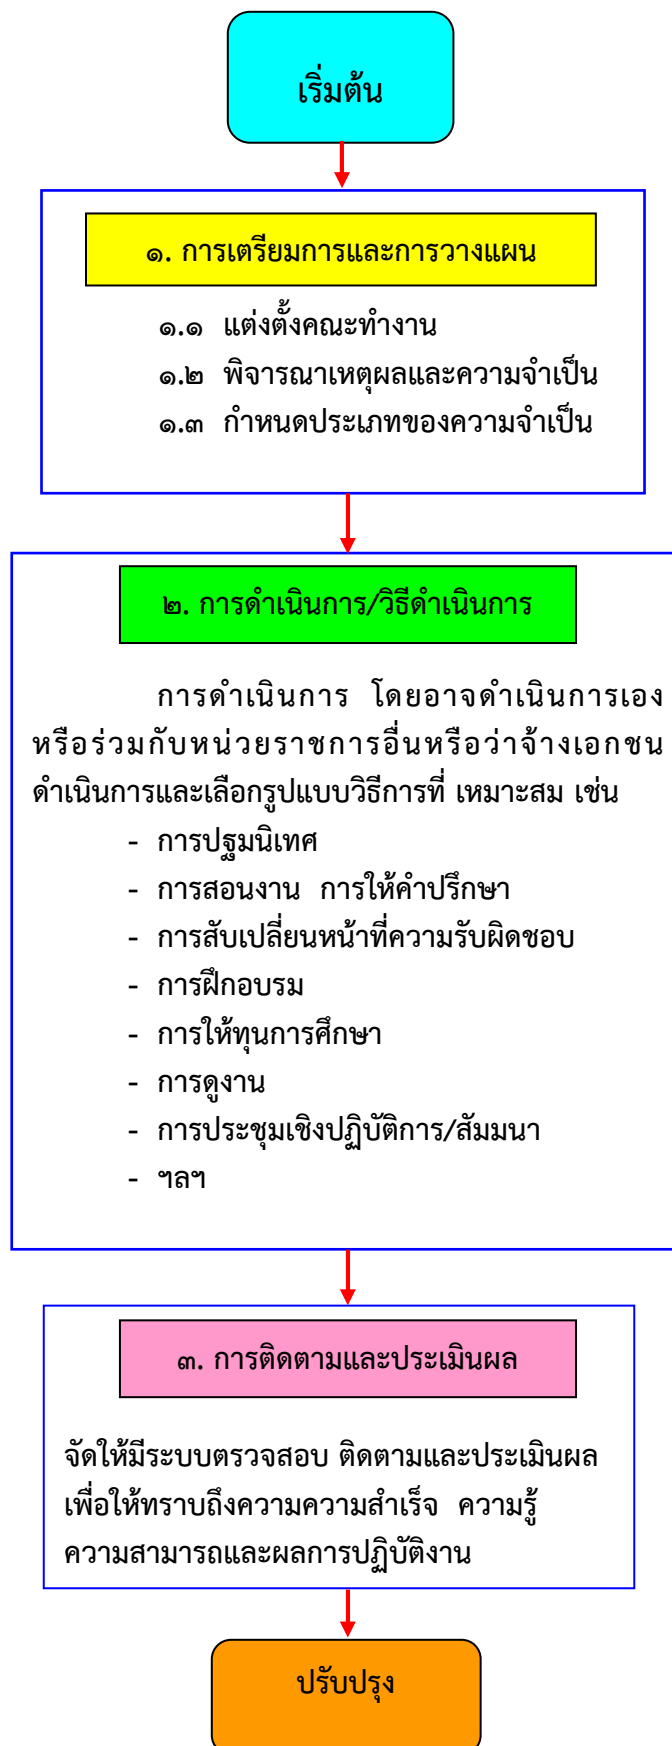 เริ่มต้น
๑. การเตรียมการและการวางแผน
๑.๑ แต่งตั้งคณะทำงาน
๑.๒ พิจารณาเหตุผลและความจำเป็น
๑.๓ กำหนดประเภทของความจำเป็น
๒. การดำเนินการ/วิธีดำเนินการ
การดำเนินการ โดยอาจดำเนินการเอง
หรือร่วมกับหน่วยราชการอื่นหรือว่าจ้างเอกชน
ดำเนินการและเลือกรูปแบบวิธีการที่ เหมาะสม เช่น
- การปฐมนิเทศ
- การสอนงาน การให้คำปรึกษา
- การสับเปลี่ยนหน้าที่ความรับผิดชอบ
- การฝึกอบรม
- การให้ทุนการศึกษา
- การดูงาน
- การประชุมเชิงปฏิบัติการ/สัมมนา
- ฯลฯ
๓. การติดตามและประเมินผล
จัดให้มีระบบตรวจสอบ ติดตามและประเมินผล
เพื่อให้ทราบถึงความความสำเร็จ ความรู้
ความสามารถและผลการปฏิบัติงาน
ปรับปรุง